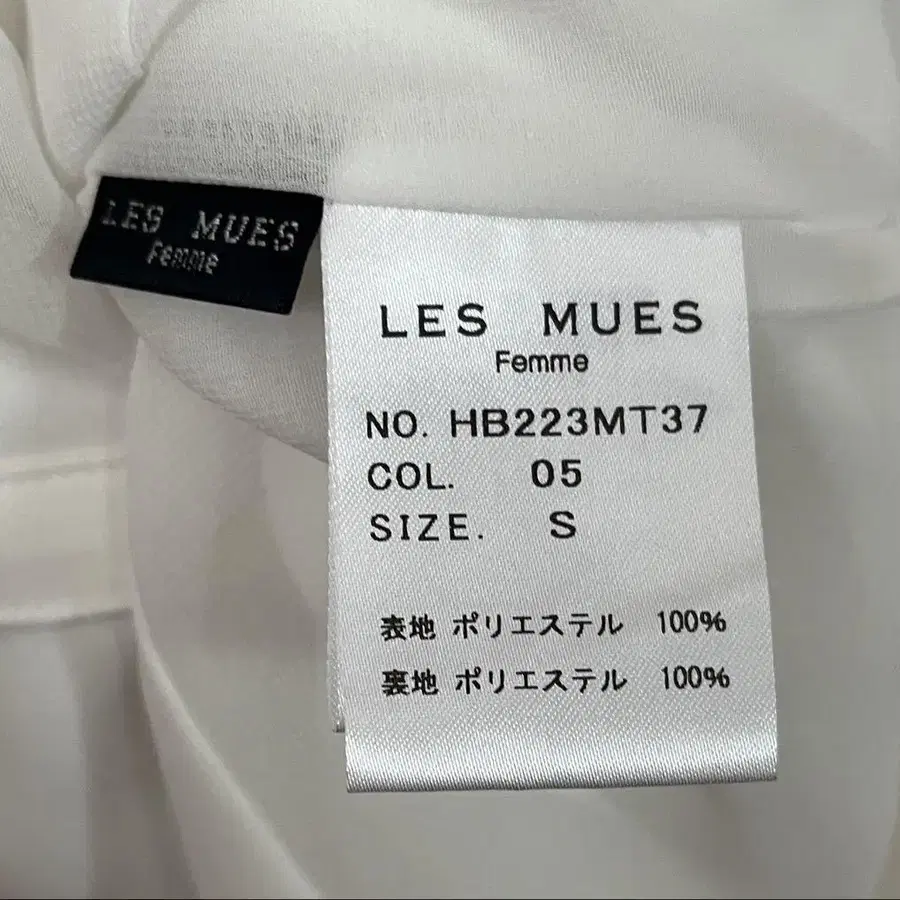 LES MUES
Femme
LES MUES
Femme
NO. HB223MT37
COL. 05
SIZE. S
表地 ポリエステル 100%
裏地 ポリエステル 100%